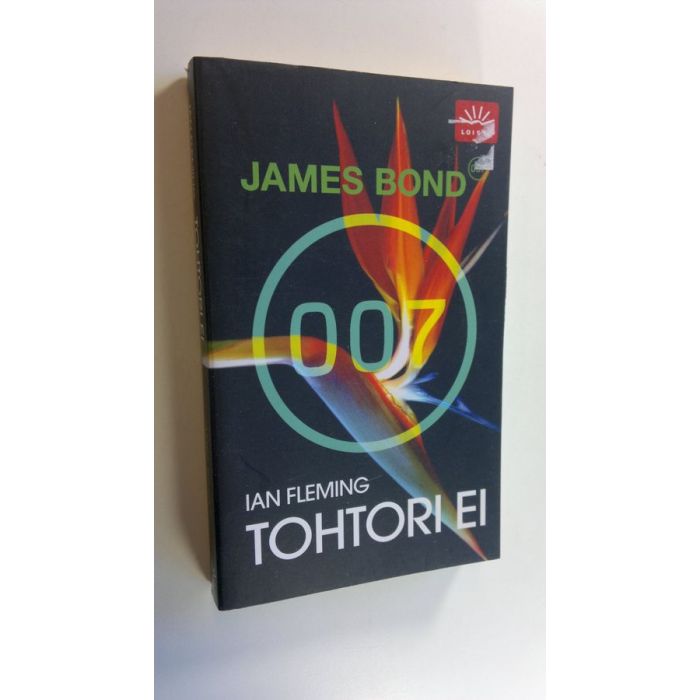 JAMES BOND
007
IAN FLEMING
TOHTORI EI